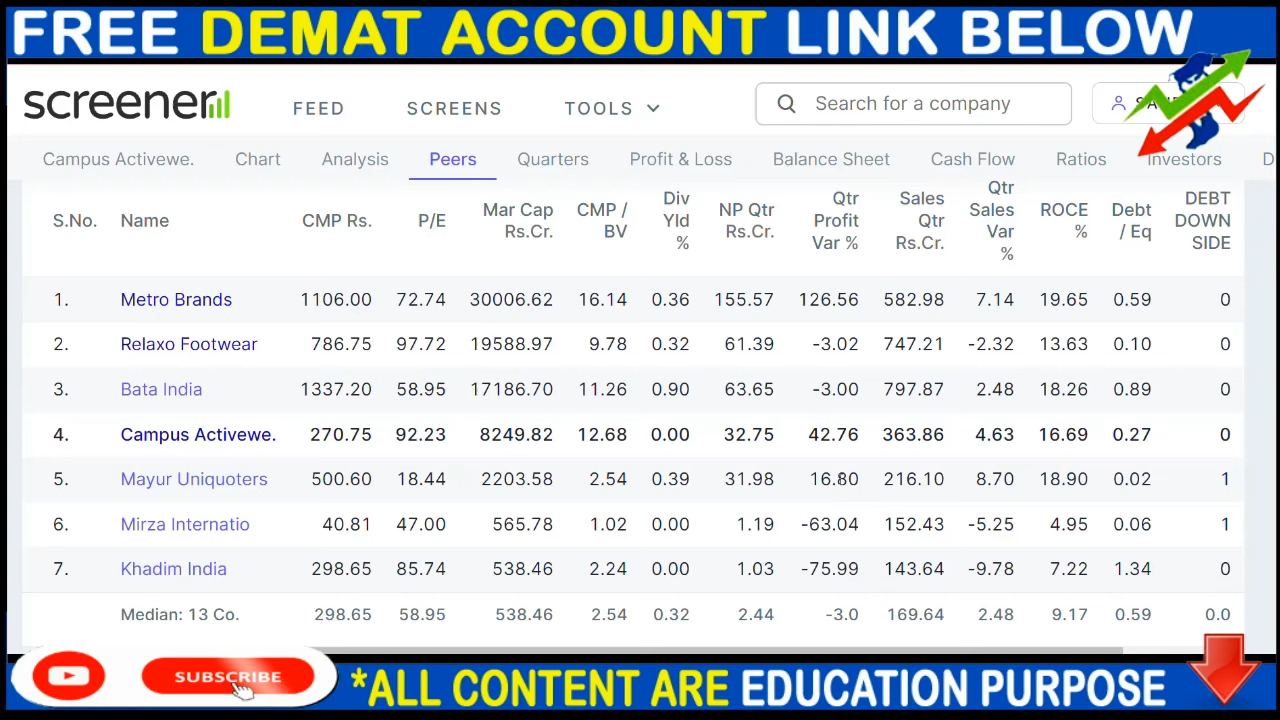 FREE DEMAT ACCOUNT LINK BELOW
screener
FEED SCREENS TOOLS Search for a company
Campus Activewe. Chart Analysis Peers Quarters Profit & Loss Balance Sheet Cash Flow Ratios Investors D
S.No. Name CMP Rs. P/E Mar Cap Rs.Cr. CMP / BV Div Yld % NP Qtr Rs.Cr. Qtr Profit Var % Sales Qtr Rs.Cr. Qtr Sales Var % ROCE % Debt / Eq DEBT DOWN SIDE
1. Metro Brands 1106.00 72.74 30006.62 16.14 0.36 155.57 126.56 582.98 7.14 19.65 0.59 0
2. Relaxo Footwear 786.75 97.72 19588.97 9.78 0.32 61.39 -3.02 747.21 -2.32 13.63 0.10 0
3. Bata India 1337.20 58.95 17186.70 11.26 0.90 63.65 -3.00 797.87 2.48 18.26 0.89 0
4. Campus Activewe. 270.75 92.23 8249.82 12.68 0.00 32.75 42.76 363.86 4.63 16.69 0.27 0
5. Mayur Uniquoters 500.60 18.44 2203.58 2.54 0.39 31.98 16.80 216.10 8.70 18.90 0.02 1
6. Mirza Internatio 40.81 47.00 565.78 1.02 0.00 1.19 -63.04 152.43 -5.25 4.95 0.06 1
7. Khadim India 298.65 85.74 538.46 2.24 0.00 1.03 -75.99 143.64 -9.78 7.22 1.34 0
Median: 13 Co. 298.65 58.95 538.46 2.54 0.32 2.44 -3.0 169.64 2.48 9.17 0.59 0.0
SUBSCRIBE
*ALL CONTENT ARE EDUCATION PURPOSE